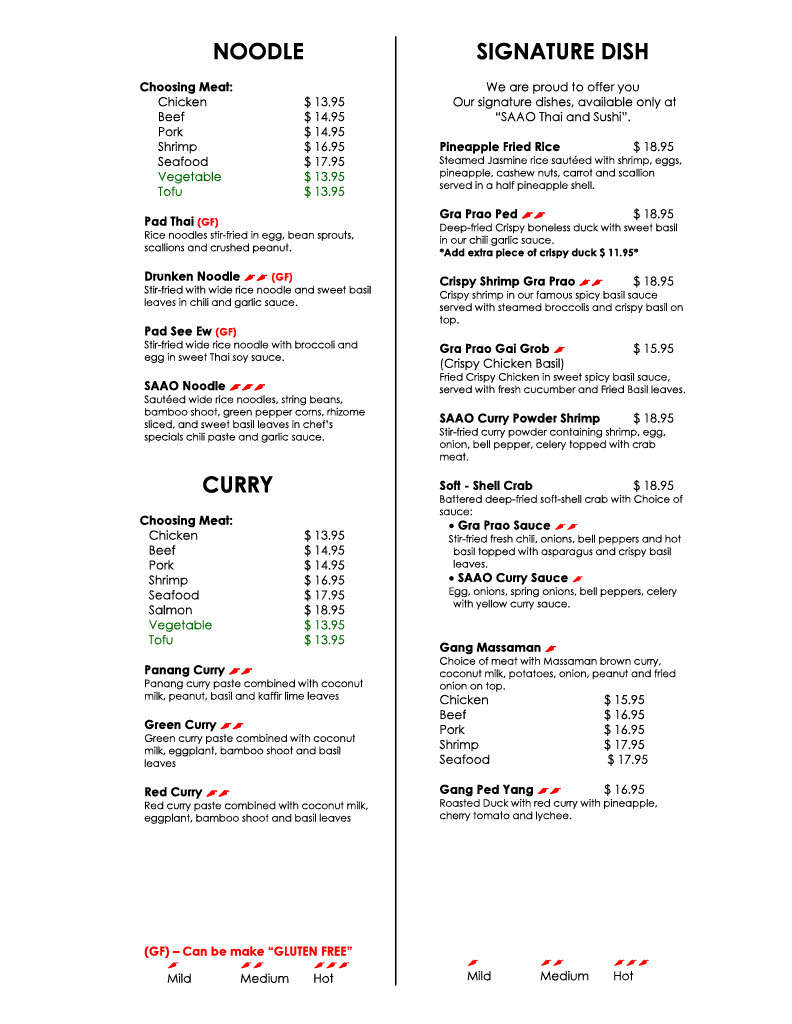 NOODLE
Choosing Meat:
Chicken $ 13.95
Beef $ 14.95
Pork $ 14.95
Shrimp $ 16.95
Seafood $ 17.95
Vegetable $ 13.95
Tofu $ 13.95
Pad Thai (GF)
Rice noodles stir-fried in egg, bean sprouts,
scallions and crushed peanut.
Drunken Noodle (GF)
Stir-fried with wide rice noodle and sweet basil
leaves in chili and garlic sauce.
Pad See Ew (GF)
Stir-fried wide rice noodle with broccoli and
egg in sweet Thai soy sauce.
SAAO Noodle
Sautéed wide rice noodles, string beans,
bamboo shoot, green pepper corns, rhizome
sliced, and sweet basil leaves in chef's
specials chili paste and garlic sauce.
CURRY
Choosing Meat:
Chicken $ 13.95
Beef $ 14.95
Pork $ 14.95
Shrimp $ 16.95
Seafood $ 17.95
Salmon $ 18.95
Vegetable $ 13.95
Tofu $ 13.95
Panang Curry
Panang curry paste combined with coconut
milk, peanut, basil and kaffir lime leaves
Green Curry
Green curry paste combined with coconut
milk, eggplant, bamboo shoot and basil
leaves
Red Curry
Red curry paste combined with coconut milk,
eggplant, bamboo shoot and basil leaves
(GF) – Can be make “GLUTEN FREE”
Mild Medium Hot
SIGNATURE DISH
We are proud to offer you
Our signature dishes, available only at
“SAAO Thai and Sushi”.
Pineapple Fried Rice $ 18.95
Steamed Jasmine rice sautéed with shrimp, eggs,
pineapple, cashew nuts, carrot and scallion
served in a half pineapple shell.
Gra Prao Ped $ 18.95
Deep-fried Crispy boneless duck with sweet basil
in our chili garlic sauce.
*Add extra piece of crispy duck $ 11.95*
Crispy Shrimp Gra Prao $ 18.95
Crispy shrimp in our famous spicy basil sauce
served with steamed broccolis and crispy basil on
top.
Gra Prao Gai Grob $ 15.95
(Crispy Chicken Basil)
Fried Crispy Chicken in sweet spicy basil sauce,
served with fresh cucumber and Fried Basil leaves.
SAAO Curry Powder Shrimp $ 18.95
Stir-fried curry powder containing shrimp, egg,
onion, bell pepper, celery topped with crab
meat.
Soft - Shell Crab $ 18.95
Battered deep-fried soft-shell crab with Choice of
sauce:
• Gra Prao Sauce
Stir-fried fresh chili, onions, bell peppers and hot
basil topped with asparagus and crispy basil
leaves.
• SAAO Curry Sauce
Egg, onions, spring onions, bell peppers, celery
with yellow curry sauce.
Gang Massaman
Choice of meat with Massaman brown curry,
coconut milk, potatoes, onion, peanut and fried
onion on top.
Chicken $ 15.95
Beef $ 16.95
Pork $ 16.95
Shrimp $ 17.95
Seafood $ 17.95
Gang Ped Yang $ 16.95
Roasted Duck with red curry with pineapple,
cherry tomato and lychee.
Mild Medium Hot